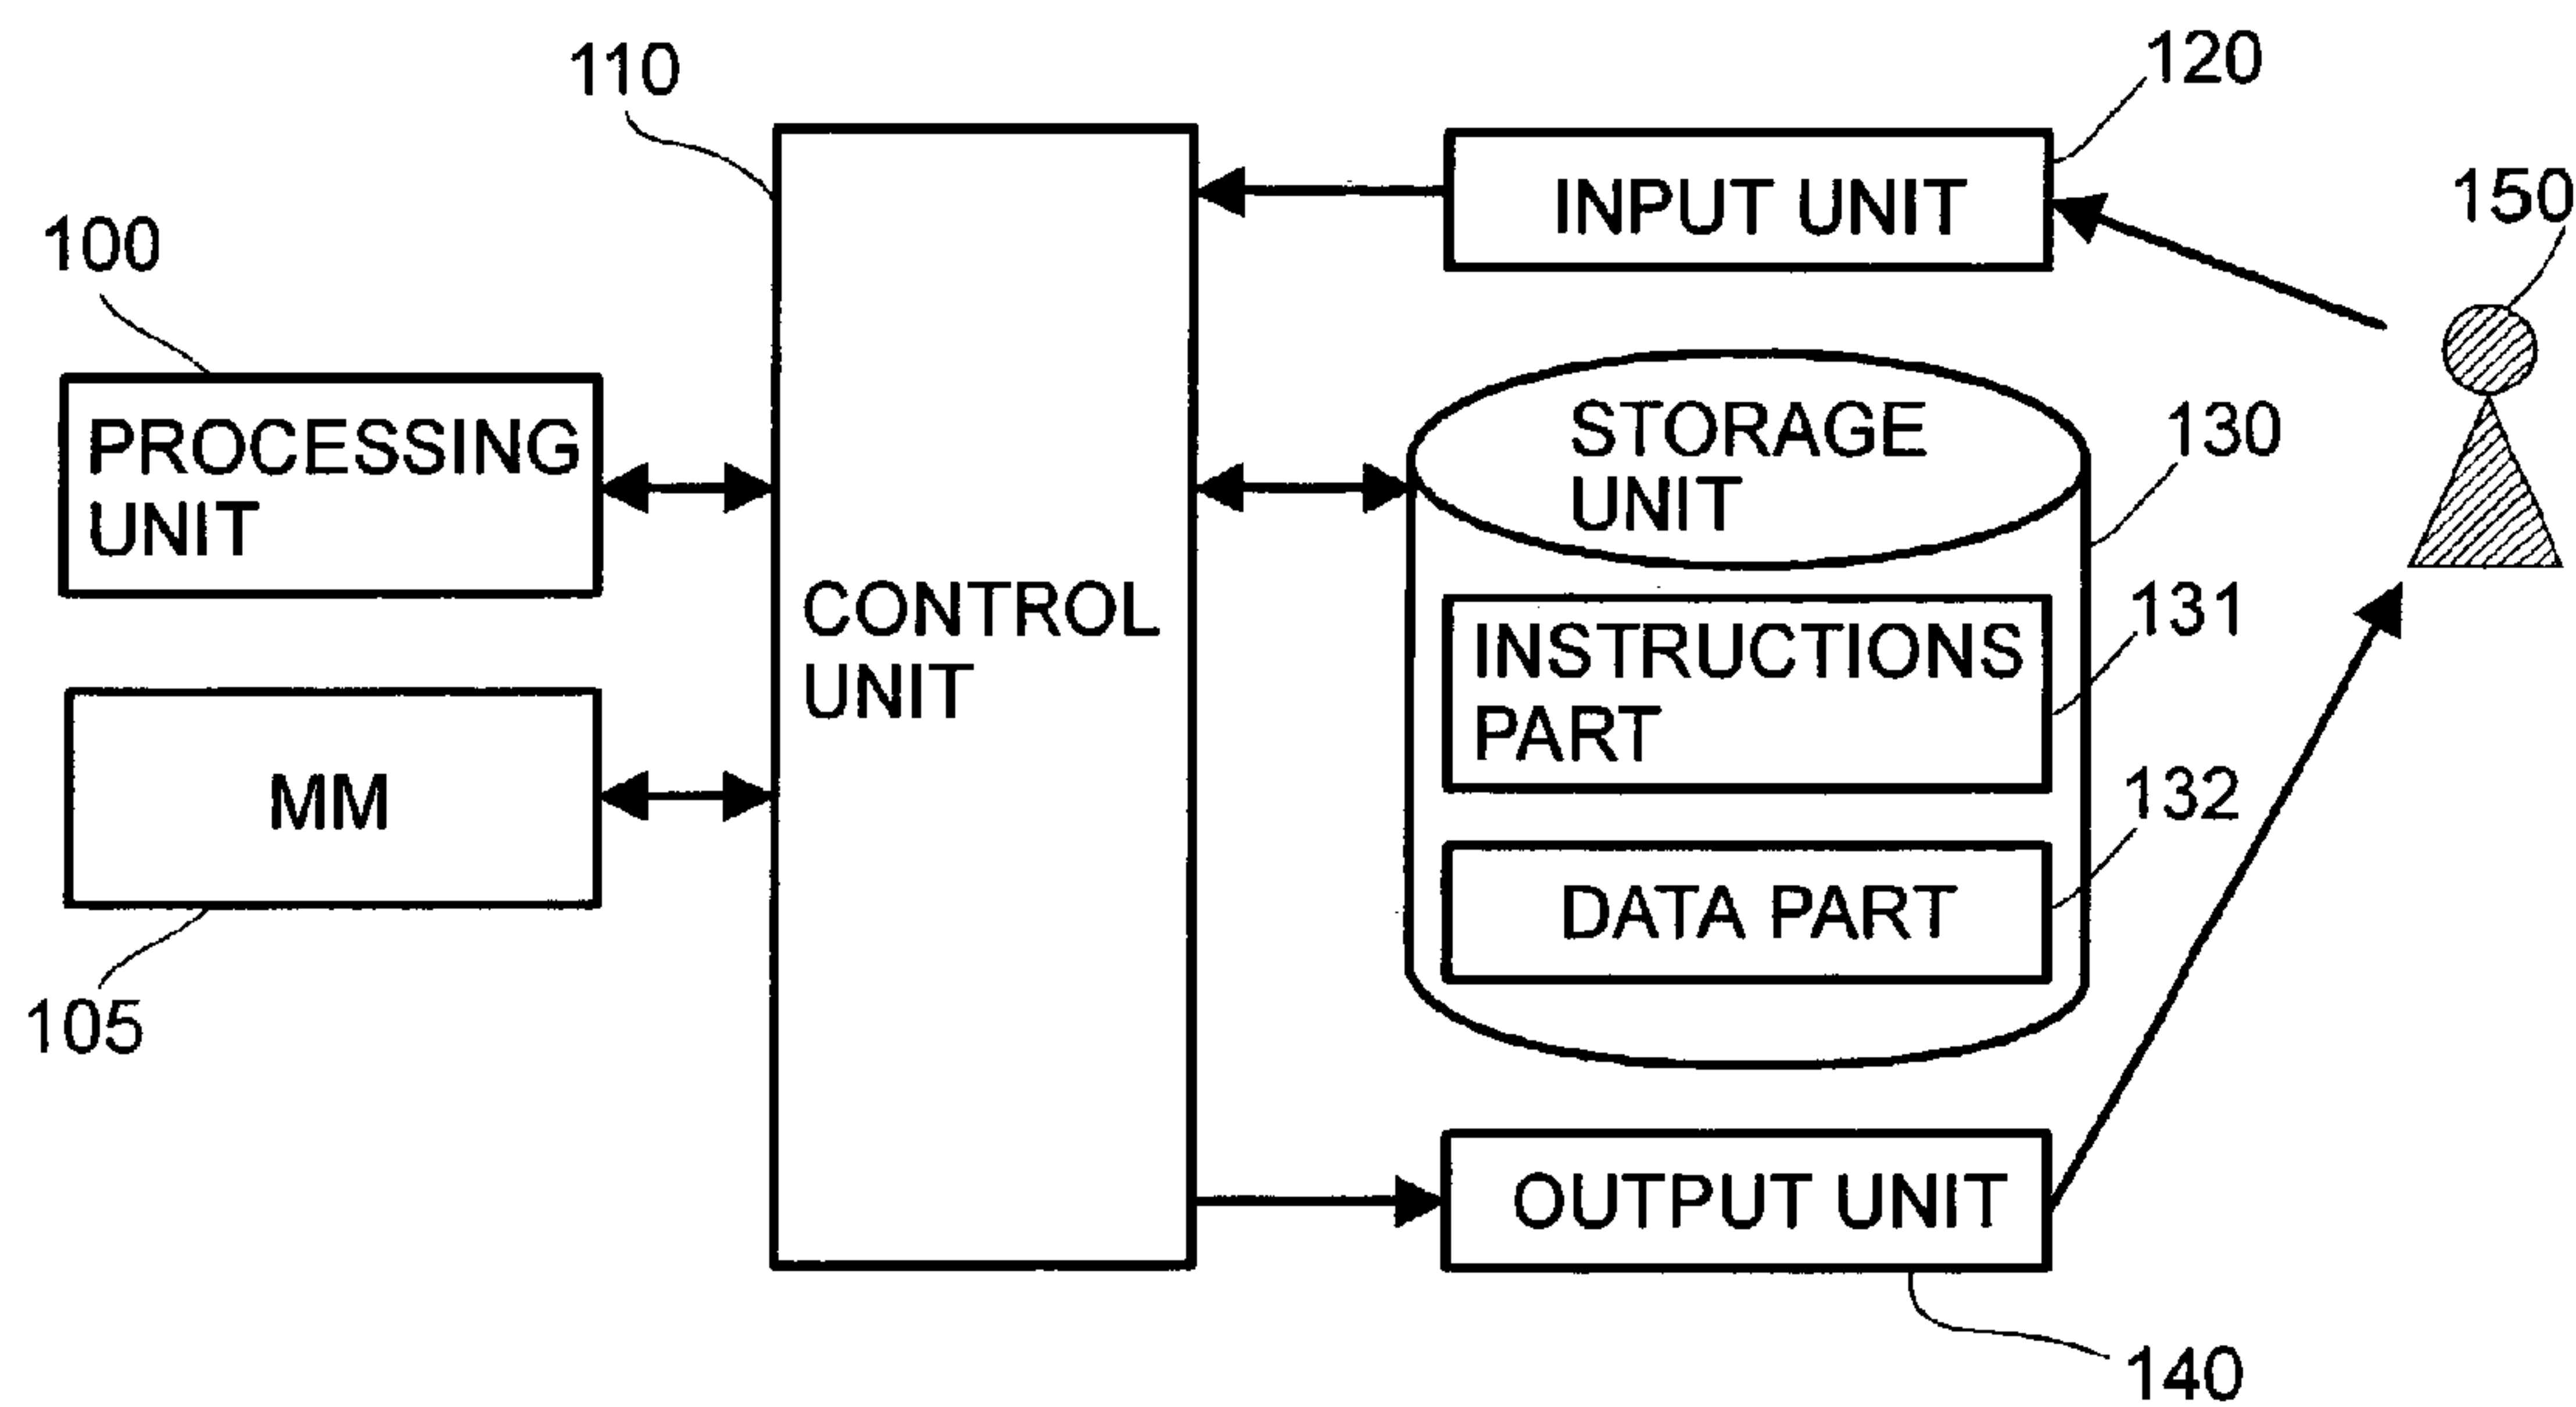 110
120
INPUT UNIT
150
100
PROCESSING
UNIT
STORAGE
UNIT
130
CONTROL
UNIT
INSTRUCTIONS
PART
131
MM
132
DATA PART
105
OUTPUT UNIT
140